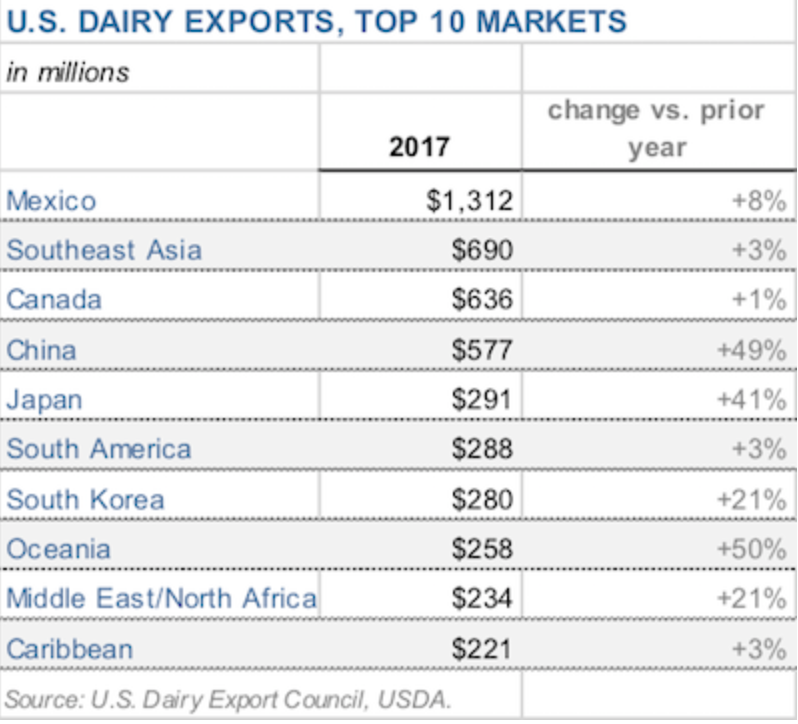 U.S. DAIRY EXPORTS, TOP 10 MARKETS
in millions
2017 change vs. prior year
Mexico $1,312 +8%
Southeast Asia $690 +3%
Canada $636 +1%
China $577 +49%
Japan $291 +41%
South America $288 +3%
South Korea $280 +21%
Oceania $258 +50%
Middle East/North Africa $234 +21%
Caribbean $221 +3%
Source: U.S. Dairy Export Council, USDA.